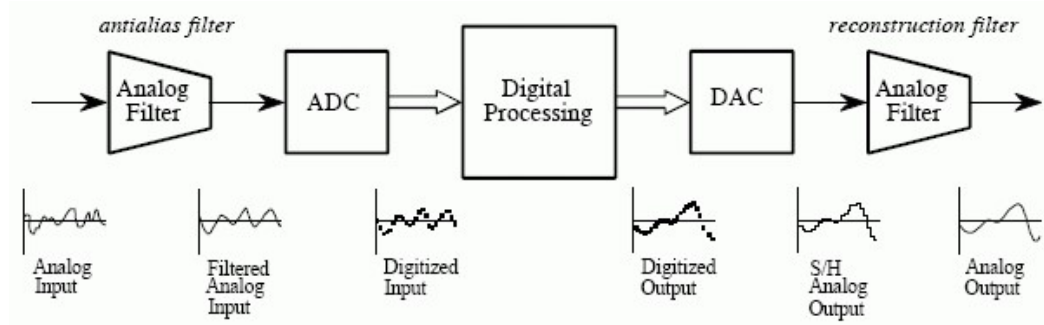 antialias filter
reconstruction filter
Analog
Filter
ADC
Digital
Processing
DAC
Analog
Filter
Analog
Input
Filtered
Analog
Input
Digitized
Input
Digitized
Output
S/H
Analog
Output
Analog
Output